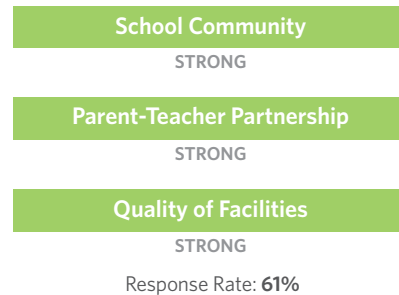 School Community
STRONG
Parent-Teacher Partnership
STRONG
Quality of Facilities
STRONG
Response Rate: 61%